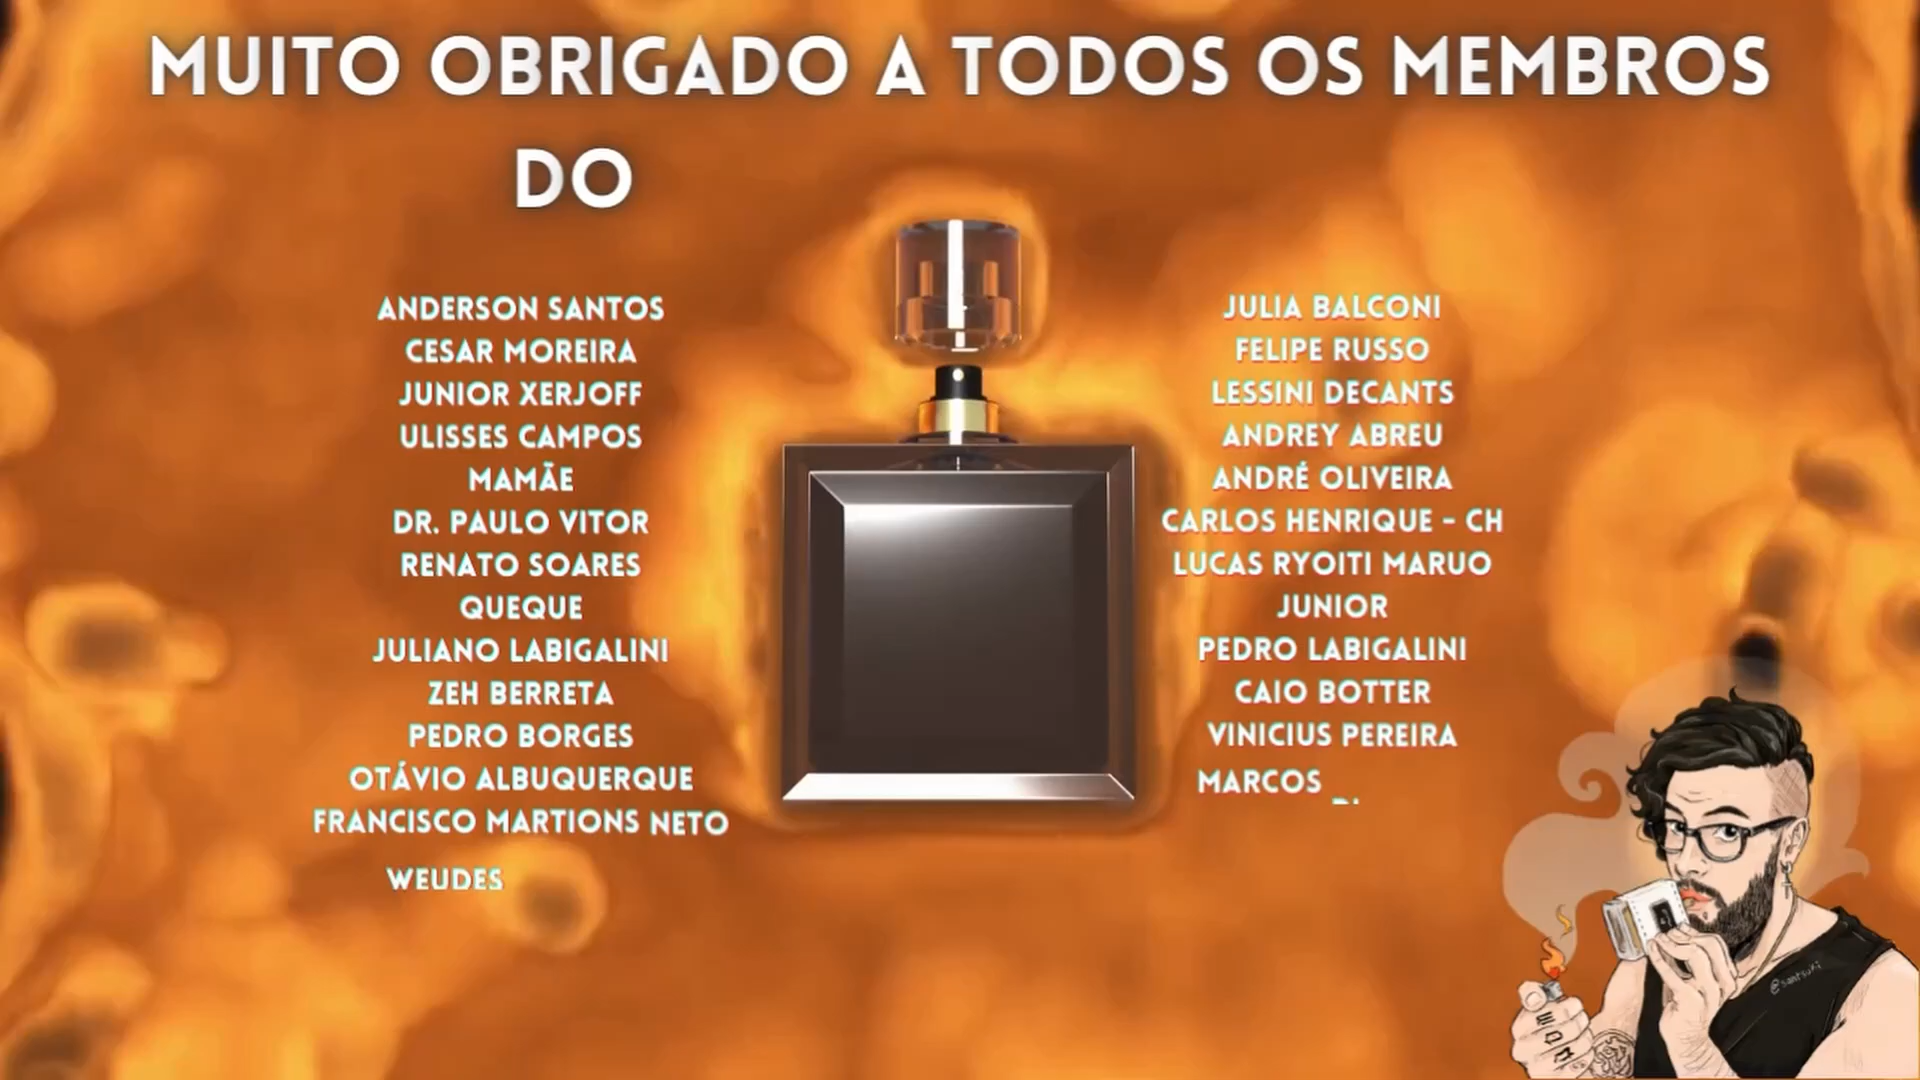 MUITO OBRIGADO A TODOS OS MEMBROS
DO
ANDERSON SANTOS
CESAR MOREIRA
JUNIOR XERJOFF
ULISSES CAMPOS
MAMÃE
DR. PAULO VITOR
RENATO SOARES
QUEQUE
JULIANO LABIGALINI
ZEH BERRETA
PEDRO BORGES
OTÁVIO ALBUQUERQUE
FRANCISCO MARTIONS NETO
WEUDES
JULIA BALCONI
FELIPE RUSSO
LESSINI DECANTS
ANDREY ABREU
ANDRÉ OLIVEIRA
CARLOS HENRIQUE - CH
LUCAS RYOITI MARUO
JUNIOR
PEDRO LABIGALINI
CAIO BOTTER
VINICIUS PEREIRA
MARCOS
@santsuki